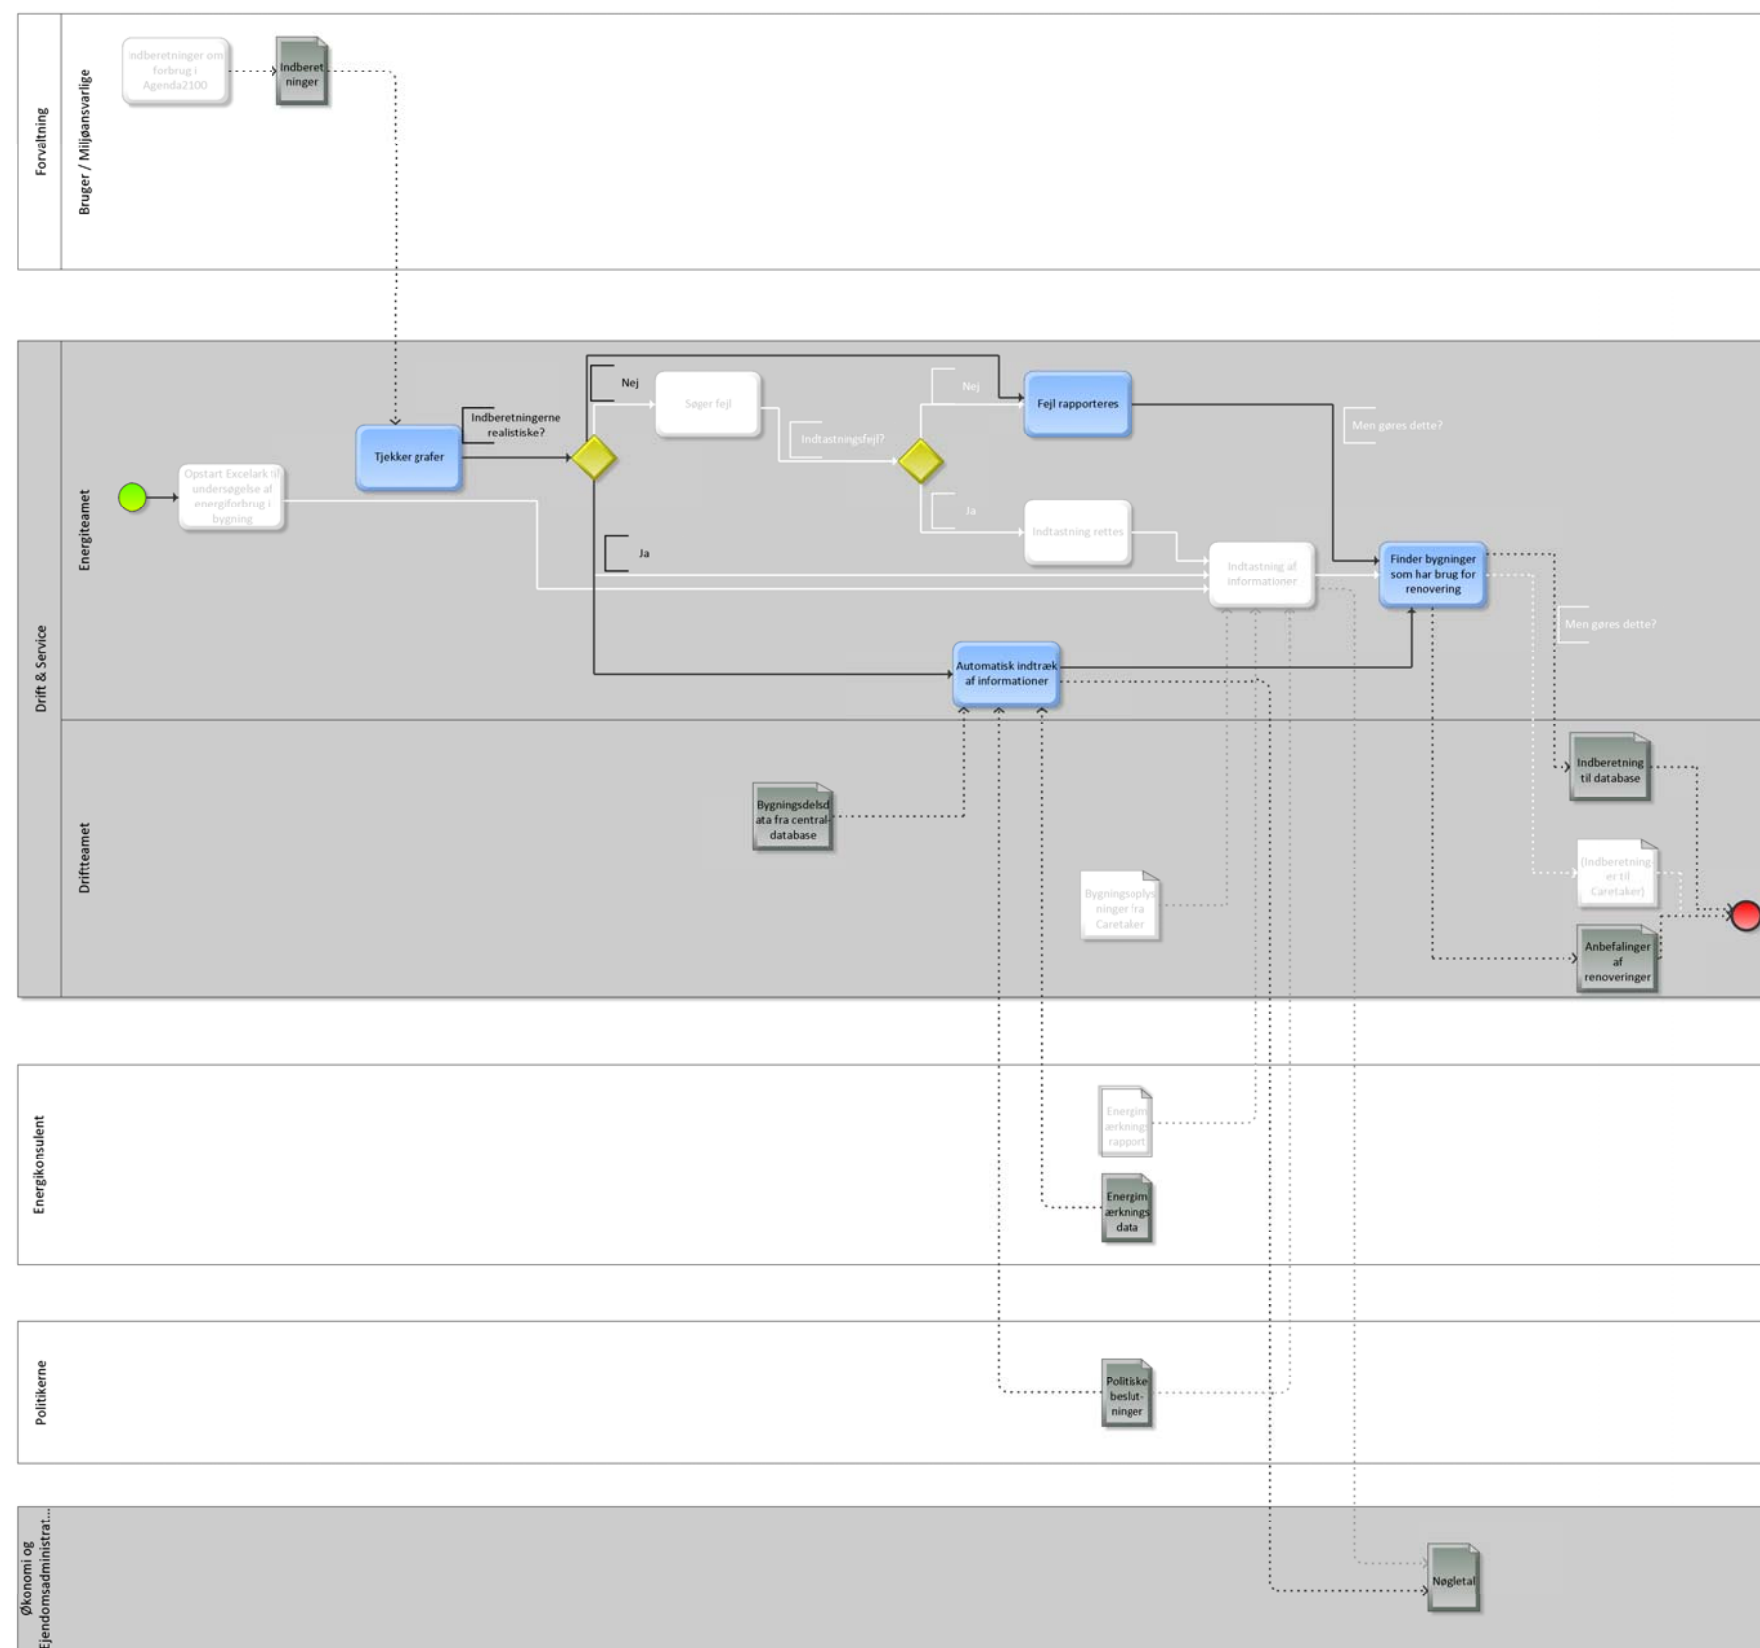 Forvaltning
Bruger / Miljøansvarlige
Indberetninger om
forbrug i
Agenda2100
Indberet
ninger
Drift & Service
Energiteamet
Opstart Excelark til
undersøgelse af
energiforbrug i
bygning
Tjekker grafer
Indberetningerne
realistiske?
Nej
Søger fejl
Indtastningsfejl?
Nej
Fejl rapporteres
Men gøres dette?
Ja
Indtastning rettes
Ja
Indtastning af
informationer
Finder bygninger
som har brug for
renovering
Men gøres dette?
Automatisk indtræk
af informationer
Driftteamet
Bygningsdelsd
ata fra central-
database
Bygningsoplys
ninger fra
Caretaker
Indberetning
til database
(Indberetning-
er til
Caretaker)
Anbefalinger
af
renoveringer
Energikonsulent
Energim
ærknings
rapport
Energim
ærknings
data
Politikerne
Politiske
beslut-
ninger
Økonomi og
Ejendomsadministrat...
Nøgletal